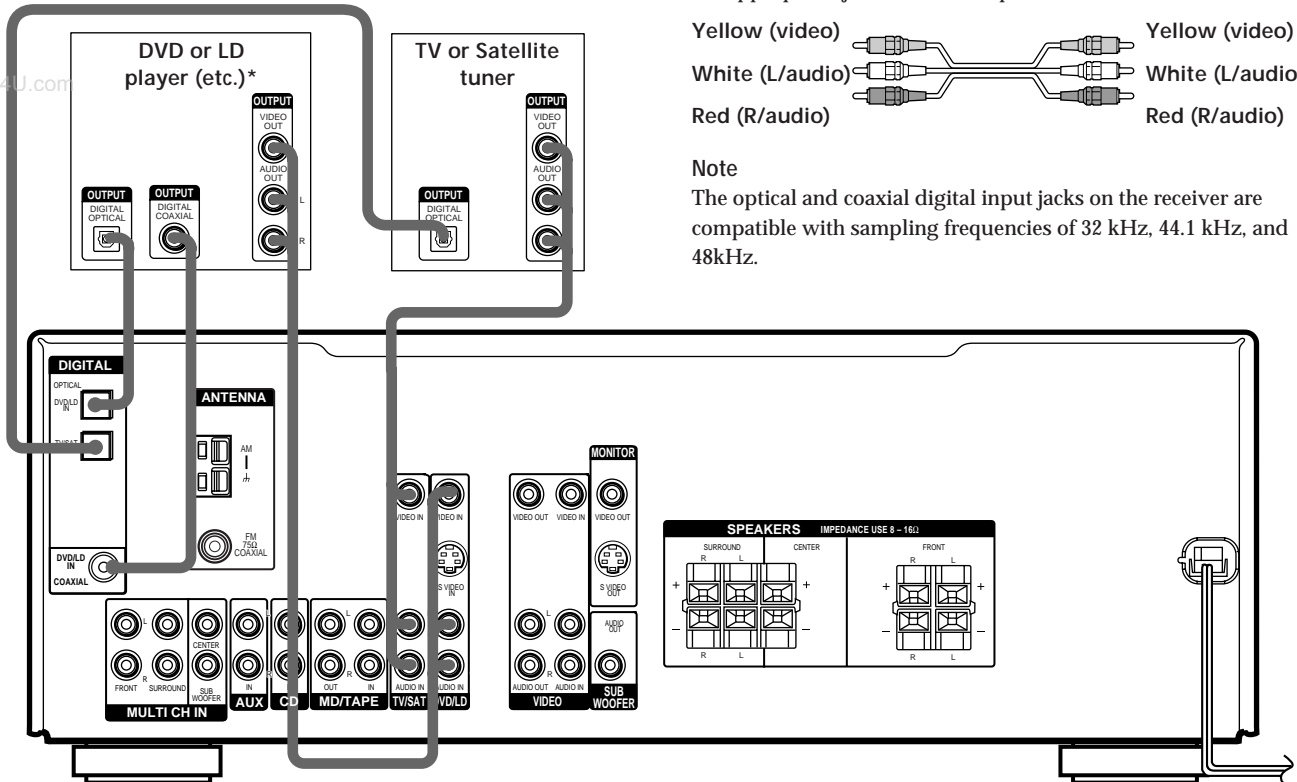 DVD or LD
player (etc.)*
4U.com
OUTPUT
VIDEO
OUT
AUDIO
OUT
L
R
OUTPUT
DIGITAL
OPTICAL
OUTPUT
DIGITAL
COAXIAL
TV or Satellite
tuner
OUTPUT
VIDEO
OUT
AUDIO
OUT
OUTPUT
DIGITAL
OPTICAL
Yellow (video)
White (L/audio)
Red (R/audio)
Yellow (video)
White (L/audio
Red (R/audio)
Note
The optical and coaxial digital input jacks on the receiver are
compatible with sampling frequencies of 32 kHz, 44.1 kHz, and
48kHz.
DIGITAL
OPTICAL
DVD/LD
IN
TV/SAT
DVD/LD
IN
COAXIAL
ANTENNA
AM
FM
75Ω
COAXIAL
L
R
FRONT
SURROUND
CENTER
SUB
WOOFER
MULTI CH IN
L
R
IN
AUX
CD
L
R
OUT
IN
MD/TAPE
VIDEO IN
AUDIO IN
TV/SAT
VIDEO IN
S VIDEO
IN
AUDIO IN
DVD/LD
VIDEO OUT
VIDEO IN
L
R
AUDIO OUT
AUDIO IN
VIDEO
MONITOR
VIDEO OUT
S VIDEO
OUT
AUDIO
OUT
SUB
WOOFER
SPEAKERS IMPEDANCE USE 8 – 16Ω
SURROUND
CENTER
FRONT
R L
R L
+ +
+ +
– –
– –
R L
R L